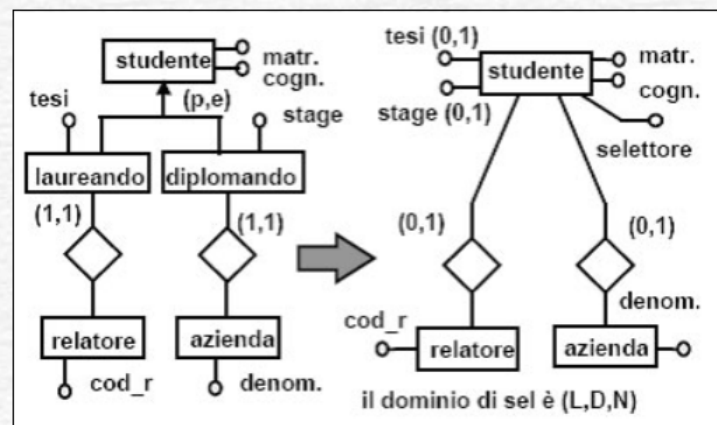 studente
matr.
cogn.
(p,e)
tesi
stage
laureando
diplomando
(1,1)
(1,1)
relatore
azienda
cod_r
denom.
tesi (0,1)
studente
matr.
cogn.
stage (0,1)
selettore
(0,1)
(0,1)
denom.
cod_r
relatore
azienda
il dominio di sel è (L,D,N)